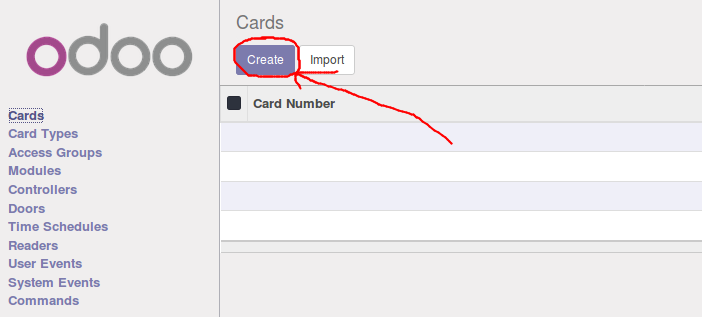 odoo
Cards
Card Types
Access Groups
Modules
Controllers
Doors
Time Schedules
Readers
User Events
System Events
Commands
Cards
Create Import
Card Number